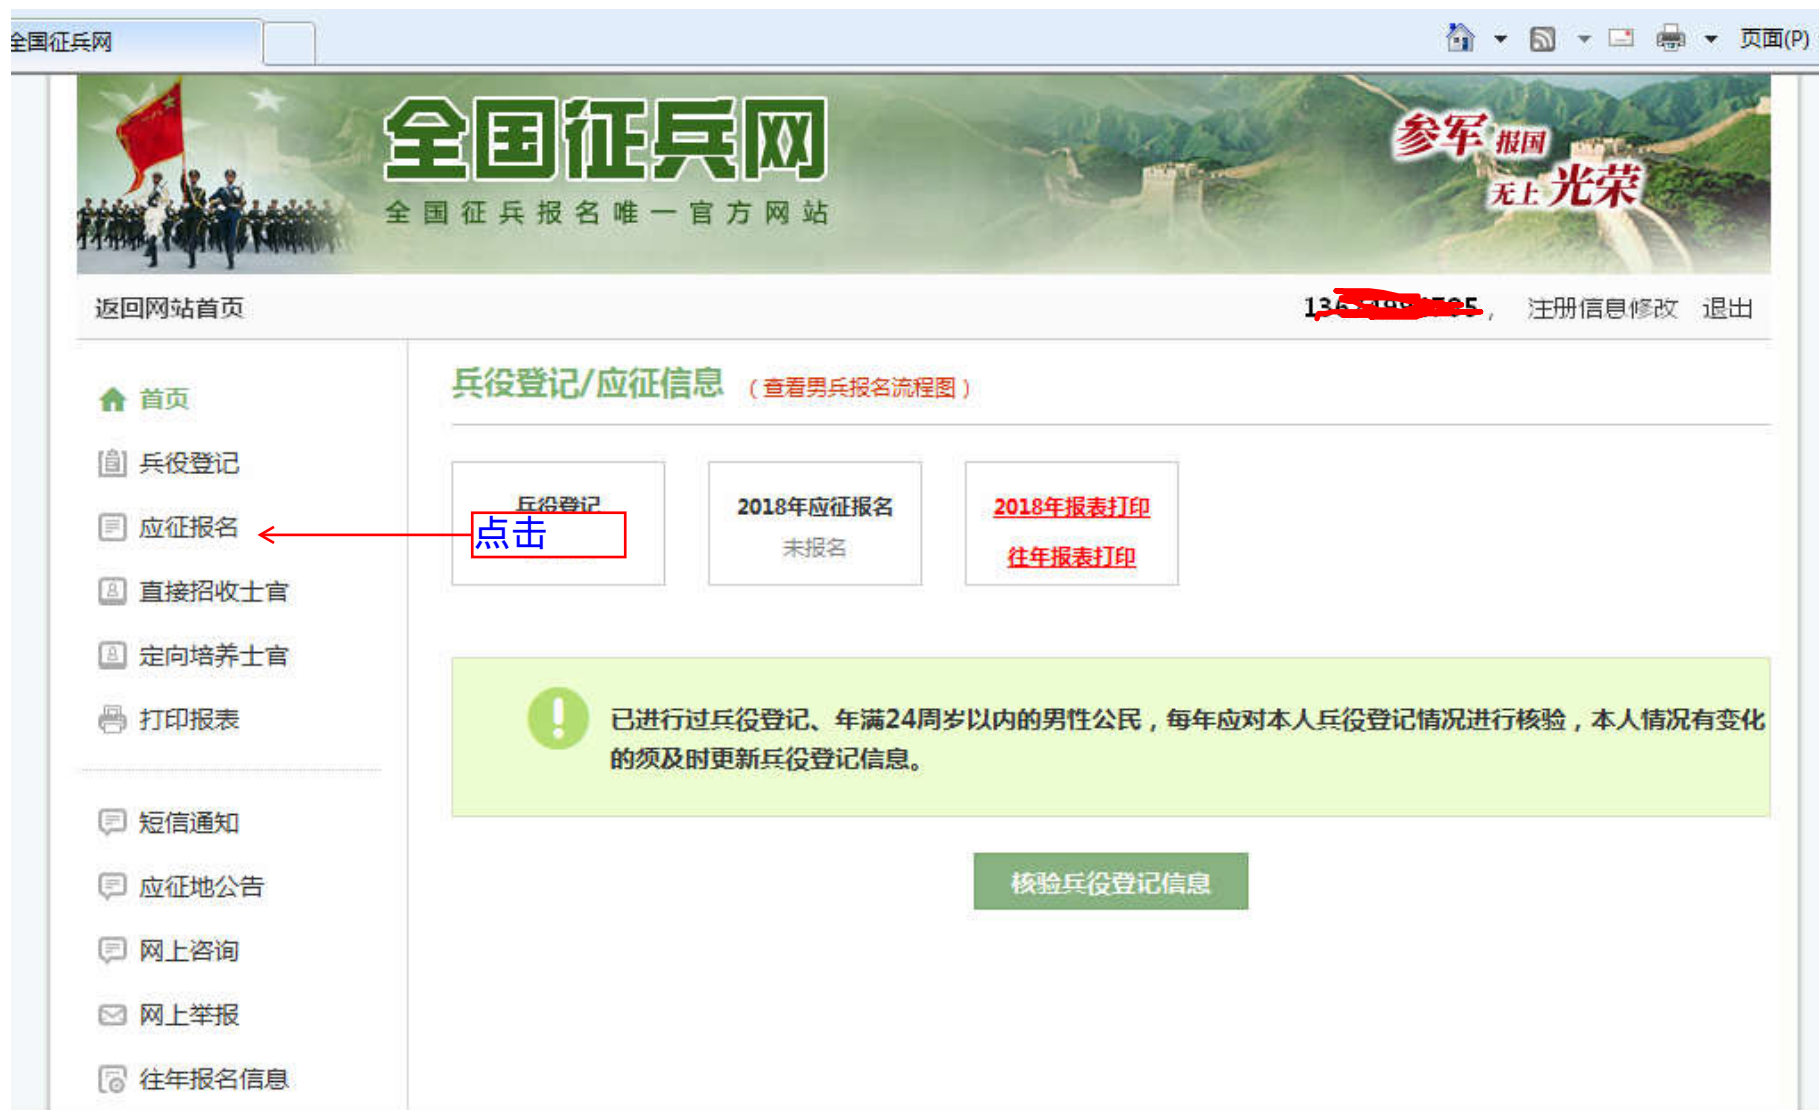 全国征兵网
页面(P)
全国征兵网
全国征兵报名唯一官方网站
参军 报国
无上 光荣
返回网站首页
注册信息修改 退出
首页
兵役登记
应征报名
直接招收士官
定向培养士官
打印报表
短信通知
应征地公告
网上咨询
网上举报
往年报名信息
兵役登记/应征信息 (查看男兵报名流程图)
兵役登记
点击
2018年应征报名
未报名
2018年报表打印
往年报表打印
已进行过兵役登记、年满24周岁以内的男性公民，每年应对本人兵役登记情况进行核验，本人情况有变化
的须及时更新兵役登记信息。
核验兵役登记信息